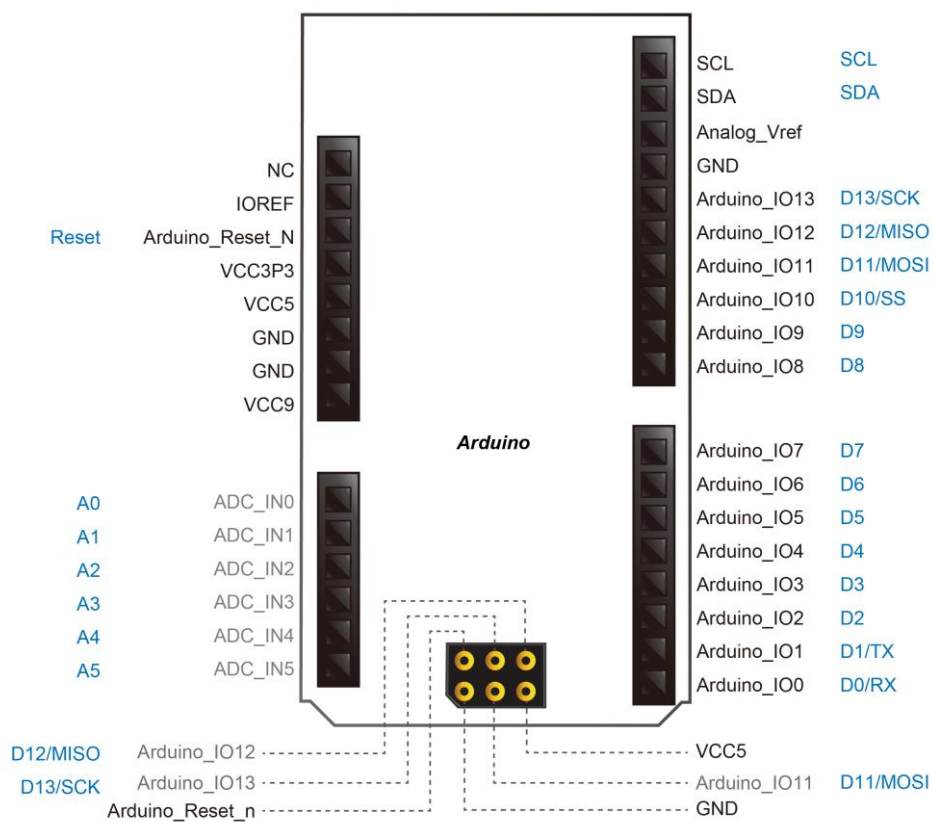 SCL SCL
SDA SDA
Analog_Vref
GND
NC
IOREF
Reset Arduino_Reset_N
VCC3P3
VCC5
GND
GND
VCC9
Arduino_IO13 D13/SCK
Arduino_IO12 D12/MISO
Arduino_IO11 D11/MOSI
Arduino_IO10 D10/SS
Arduino_IO9 D9
Arduino_IO8 D8
Arduino
Arduino_IO7 D7
Arduino_IO6 D6
Arduino_IO5 D5
Arduino_IO4 D4
Arduino_IO3 D3
Arduino_IO2 D2
Arduino_IO1 D1/TX
Arduino_IO0 D0/RX
A0 ADC_IN0
A1 ADC_IN1
A2 ADC_IN2
A3 ADC_IN3
A4 ADC_IN4
A5 ADC_IN5
D12/MISO Arduino_IO12
D13/SCK Arduino_IO13
Arduino_Reset_n
VCC5
Arduino_IO11 D11/MOSI
GND